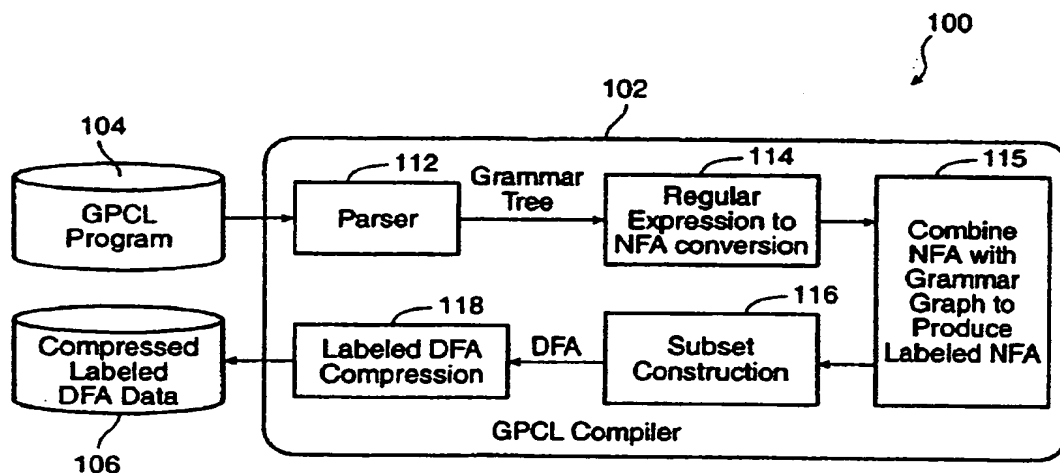 100
102
104
GPCL
Program
112
Parser
Grammar
Tree
114
Regular
Expression to
NFA conversion
115
Combine
NFA with
Grammar
Graph to
Produce
Labeled NFA
116
Subset
Construction
DFA
118
Labeled DFA
Compression
Compressed
Labeled
DFA Data
106
GPCL Compiler